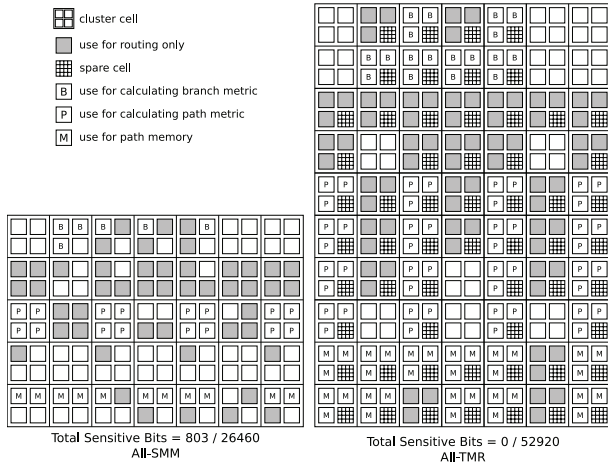 cluster cell
use for routing only
spare cell
B use for calculating branch metric
P use for calculating path metric
M use for path memory
B B B B B
B
P P P P P P P P
P P P P P P P P
M M M M M M M M M M M
Total Sensitive Bits = 803 / 26460
All-SMM
B B B B
B B
B B B B B B B B
B B B B
P P P P P P P P
P P P P
P P P P P P P P
P P P P
P P P P P P P P
P P P P
P P P P P P P P
P P P P
M M M M M M M M M M M M
M M M M M M
M M M M M M M M M M
M M M M M
Total Sensitive Bits = 0 / 52920
All-TMR